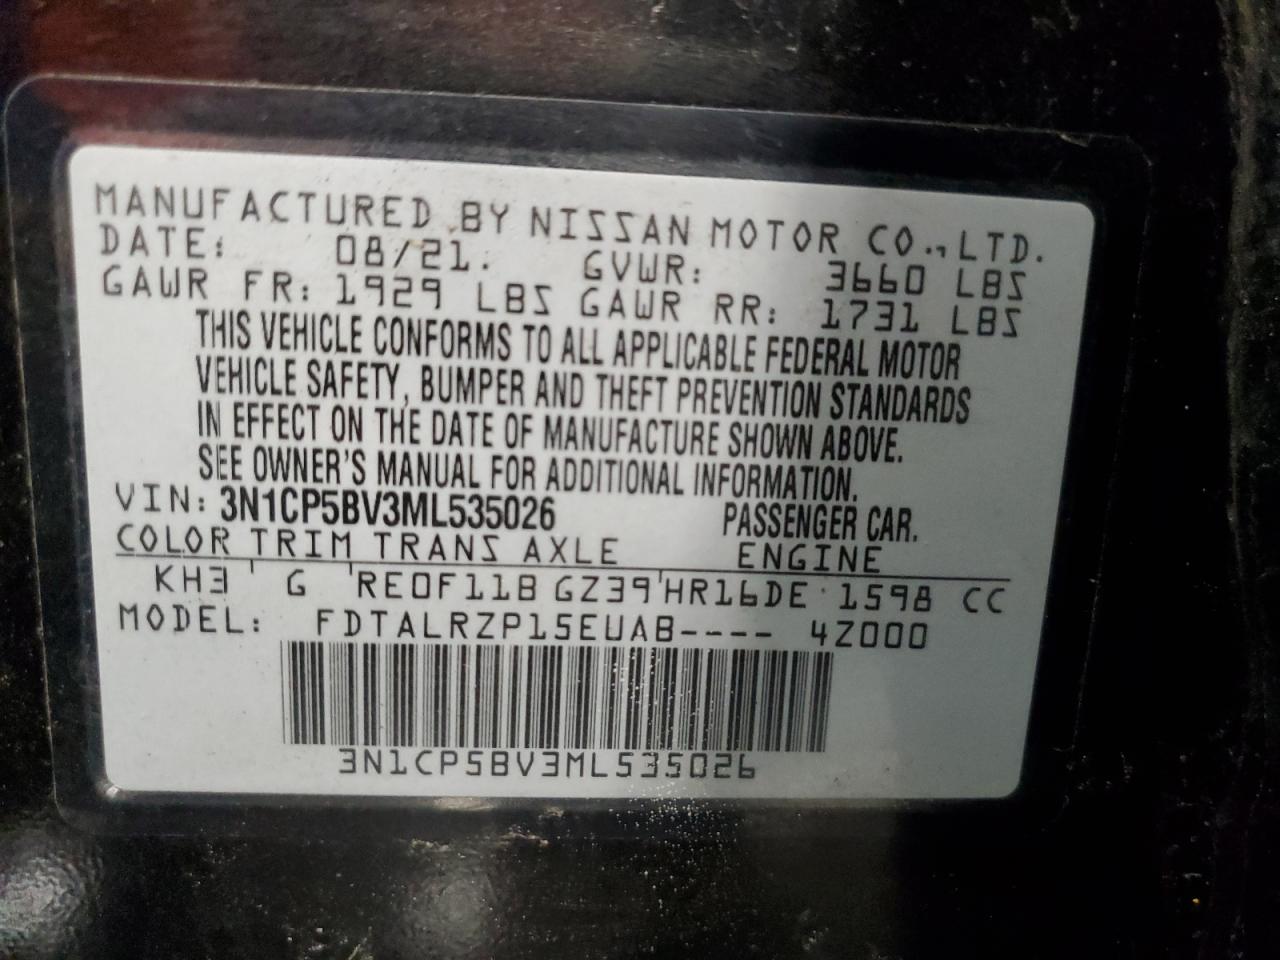 MANUFACTURED BY NISSAN MOTOR CO., LTD.
DATE: 08/21. GVWR: 3660 LBS
GAWR FR: 1929 LBS GAWR RR: 1731 LBS
THIS VEHICLE CONFORMS TO ALL APPLICABLE FEDERAL MOTOR
VEHICLE SAFETY, BUMPER AND THEFT PREVENTION STANDARDS
IN EFFECT ON THE DATE OF MANUFACTURE SHOWN ABOVE.
SEE OWNER'S MANUAL FOR ADDITIONAL INFORMATION.
VIN: 3N1CP5BV3ML535026 PASSENGER CAR.
COLOR TRIM TRANS AXLE ENGINE
KH3 ' G ' RE0F11B GZ39 ' HR16DE 1598 CC
MODEL: FDTALRZP15EUAB---- 4Z000
3N1CP5BV3ML535026